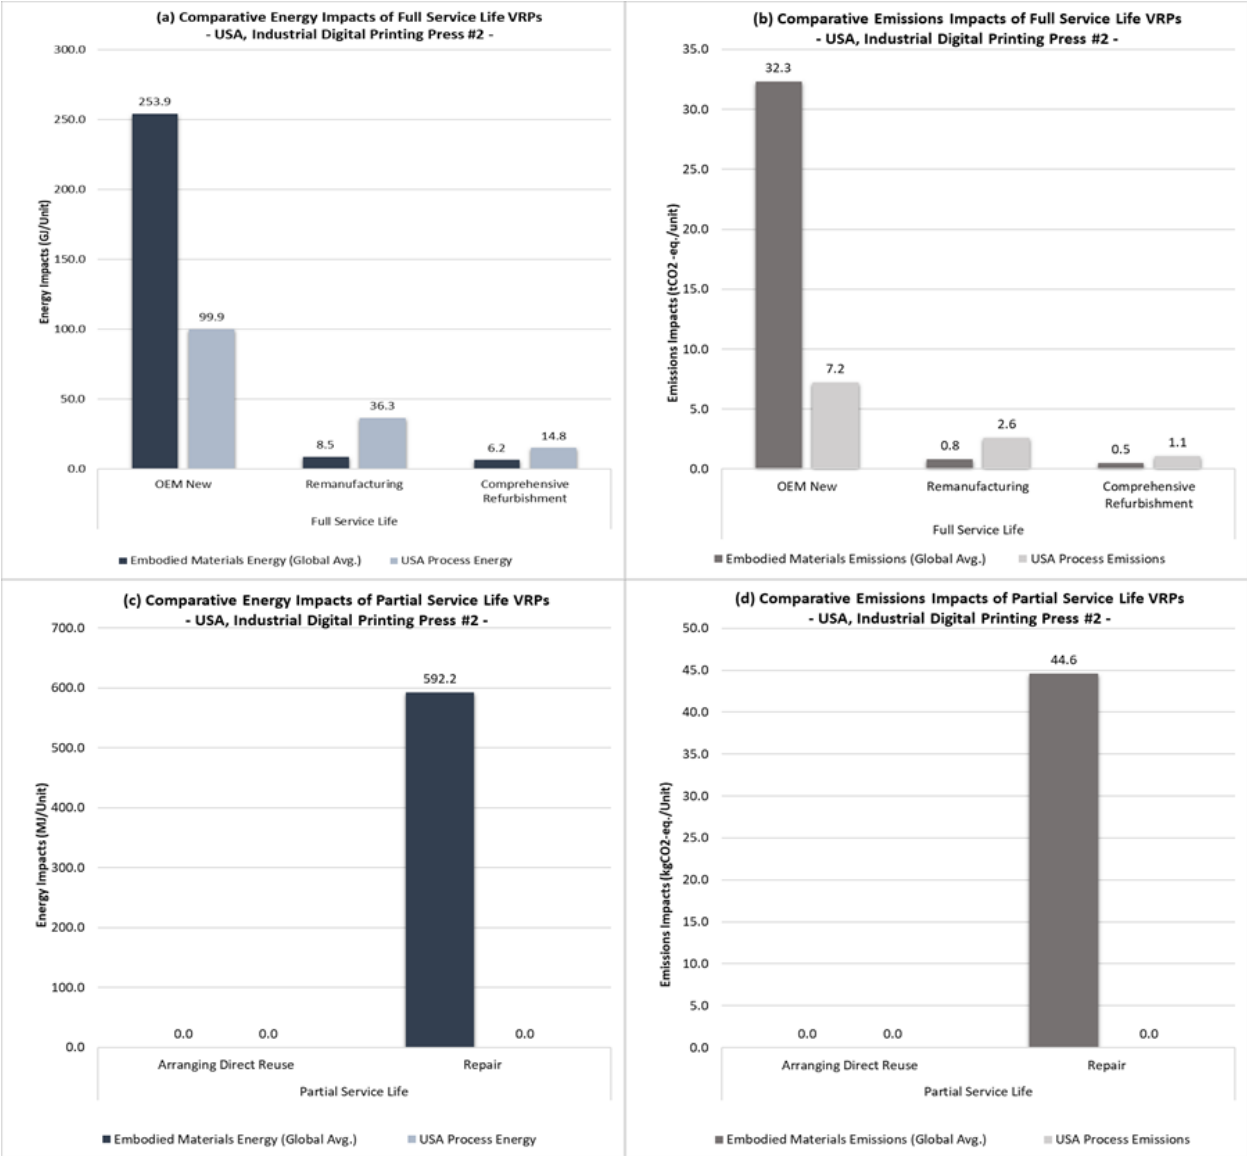 (a) Comparative Energy Impacts of Full Service Life VRPs
- USA, Industrial Digital Printing Press #2 -
300.0
250.0
200.0
150.0
100.0
50.0
0.0
Energy Impacts (GJ/Unit)
253.9
99.9
8.5
36.3
6.2
14.8
OEM New
Remanufacturing
Comprehensive
Refurbishment
Full Service Life
Embodied Materials Energy (Global Avg.)
USA Process Energy
(b) Comparative Emissions Impacts of Full Service Life VRPs
- USA, Industrial Digital Printing Press #2 -
35.0
30.0
25.0
20.0
15.0
10.0
5.0
0.0
Emissions Impacts (tCO2 -eq./unit)
32.3
7.2
0.8
2.6
0.5
1.1
OEM New
Remanufacturing
Comprehensive
Refurbishment
Full Service Life
Embodied Materials Emissions (Global Avg.)
USA Process Emissions
(c) Comparative Energy Impacts of Partial Service Life VRPs
- USA, Industrial Digital Printing Press #2 -
700.0
600.0
500.0
400.0
300.0
200.0
100.0
0.0
Energy Impacts (MJ/Unit)
0.0
0.0
592.2
0.0
Arranging Direct Reuse
Repair
Partial Service Life
Embodied Materials Energy (Global Avg.)
USA Process Energy
(d) Comparative Emissions Impacts of Partial Service Life VRPs
- USA, Industrial Digital Printing Press #2 -
50.0
45.0
40.0
35.0
30.0
25.0
20.0
15.0
10.0
5.0
0.0
Emissions Impacts (kgCO2-eq./Unit)
0.0
0.0
44.6
0.0
Arranging Direct Reuse
Repair
Partial Service Life
Embodied Materials Emissions (Global Avg.)
USA Process Emissions